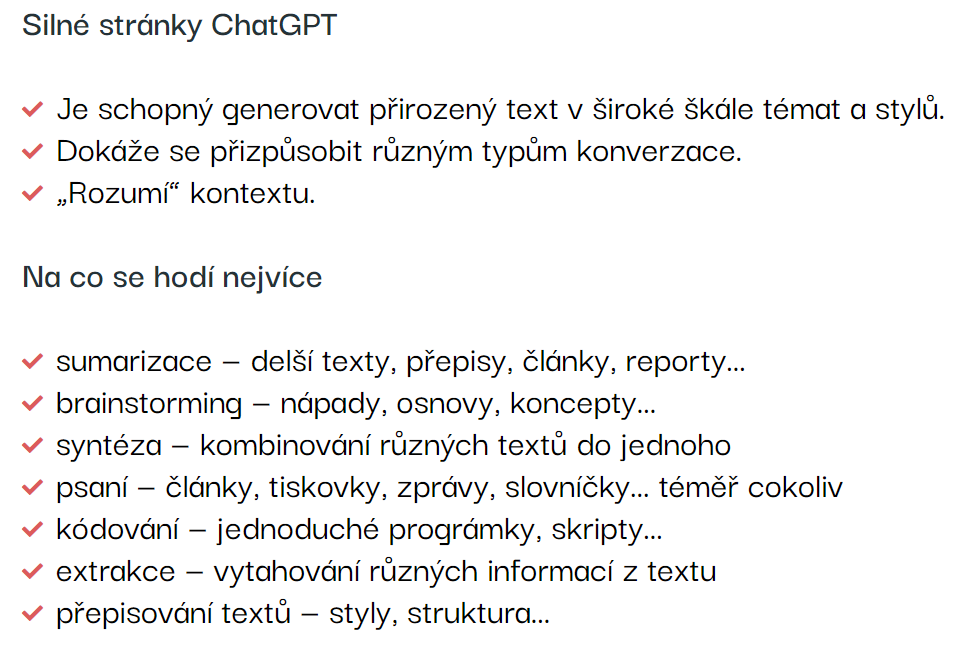 Silné stránky ChatGPT
Je schopný generovat přirozený text v široké škále témat a stylů.
Dokáže se přizpůsobit různým typům konverzace.
„Rozumí“ kontextu.
Na co se hodí nejvíce
sumarizace – delší texty, přepisy, články, reporty...
brainstorming – nápady, osnovy, koncepty...
syntéza – kombinování různých textů do jednoho
psaní – články, tiskovky, zprávy, slovníčky... téměř cokoliv
kódování – jednoduché prográmky, skripty...
extrakce – vytahování různých informací z textu
přepisování textů – styly, struktura...